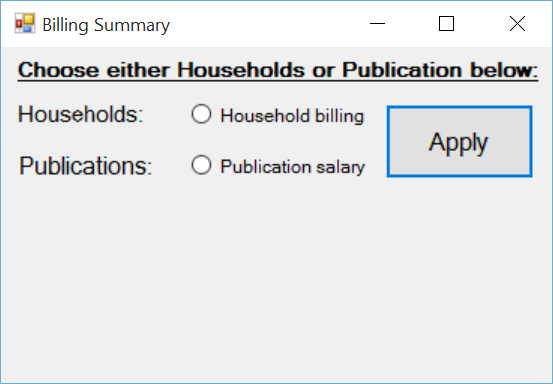 Billing Summary
Choose either Households or Publication below:
Households: Household billing
Publications: Publication salary
Apply